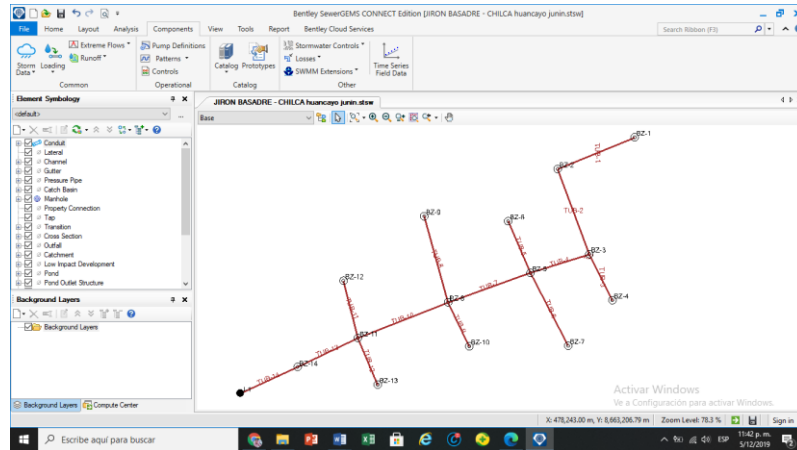 Bentley SewerGEMS CONNECT Edition [JIRON BASADRE - CHILCA huancayo junin.stsw]
File Home Layout Analysis Components View Tools Report Bentley Cloud Services Search Ribbon (F3)
Storm Data Loading Extreme Flows Runoff
Pump Definitions Patterns Controls
Catalog Prototypes
Stormwater Controls Losses SWMM Extensions
Time Series Field Data
Common Operational Catalog Other
Element Symbology
JIRON BASADRE - CHILCA huancayo junin.stsw
<default>
Base
Conduit
Lateral
Channel
Gutter
Pressure Pipe
Catch Basin
Manhole
Property Connection
Tap
Transition
Cross Section
Outfall
Catchment
Low Impact Development
Pond
Pond Outlet Structure
Background Layers
Background Layers
Background Layers Compute Center
BZ-1
TUB-1
BZ-2
TUB-2
BZ-9
BZ-6
BZ-3
TUB-5
TUB-7
BZ-4
BZ-12
BZ-11
TUB-10
BZ-10
BZ-7
BZ-14
BZ-13
Activar Windows
Ve a Configuración para activar Windows.
X: 478,243.00 m, Y: 8,663,206.79 m Zoom Level: 78.3 % Sign in
Escribe aquí para buscar
ESP
11:42 p. m.
5/12/2019